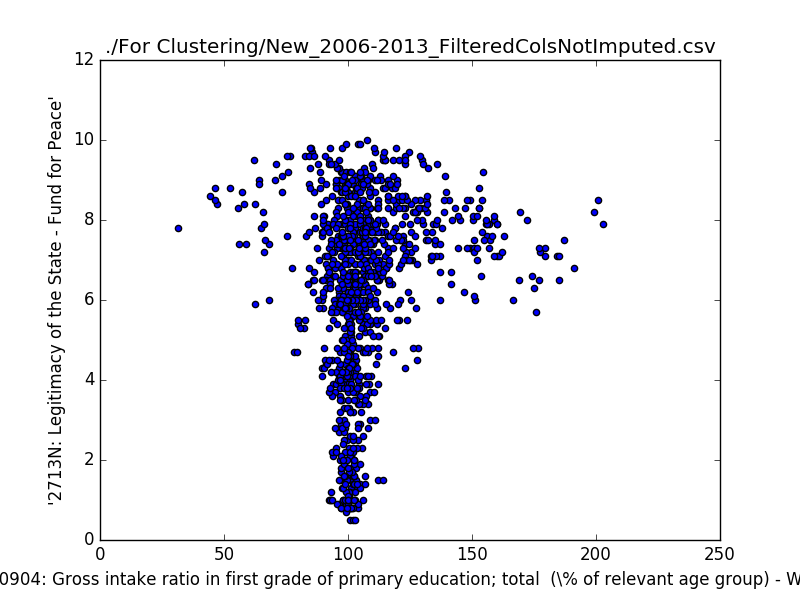 ./For Clustering/New_2006-2013_FilteredColsNotImputed.csv
12
10
8
6
4
2
0
'2713N: Legitimacy of the State - Fund for Peace'
0 50 100 150 200 250
0904: Gross intake ratio in first grade of primary education; total (\% of relevant age group) - W